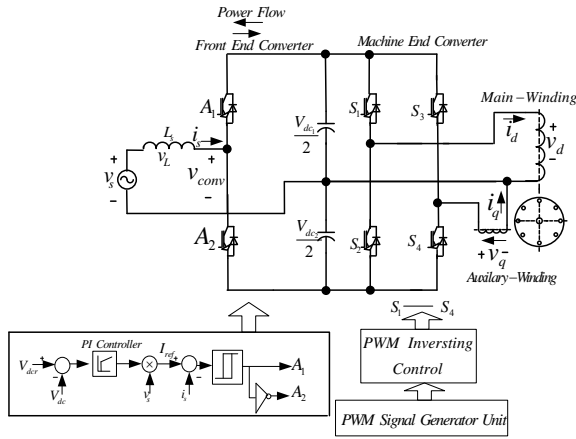 Power Flow
Front End Converter
Machine End Converter
A1
S1
S3
Main-Winding
Ls
is
vL
Vdc1
2
id
+
vd
-
+
vs
-
+
vconv
-
iq
A2
Vdc2
2
S2
S4
+ vq -
Auxilary-Winding
S1 — S4
PI Controller
Iref
Vdcr
+
-
Vdc
×
vs
+
-
is
A1
A2
PWM Inversting
Control
PWM Signal Generator Unit